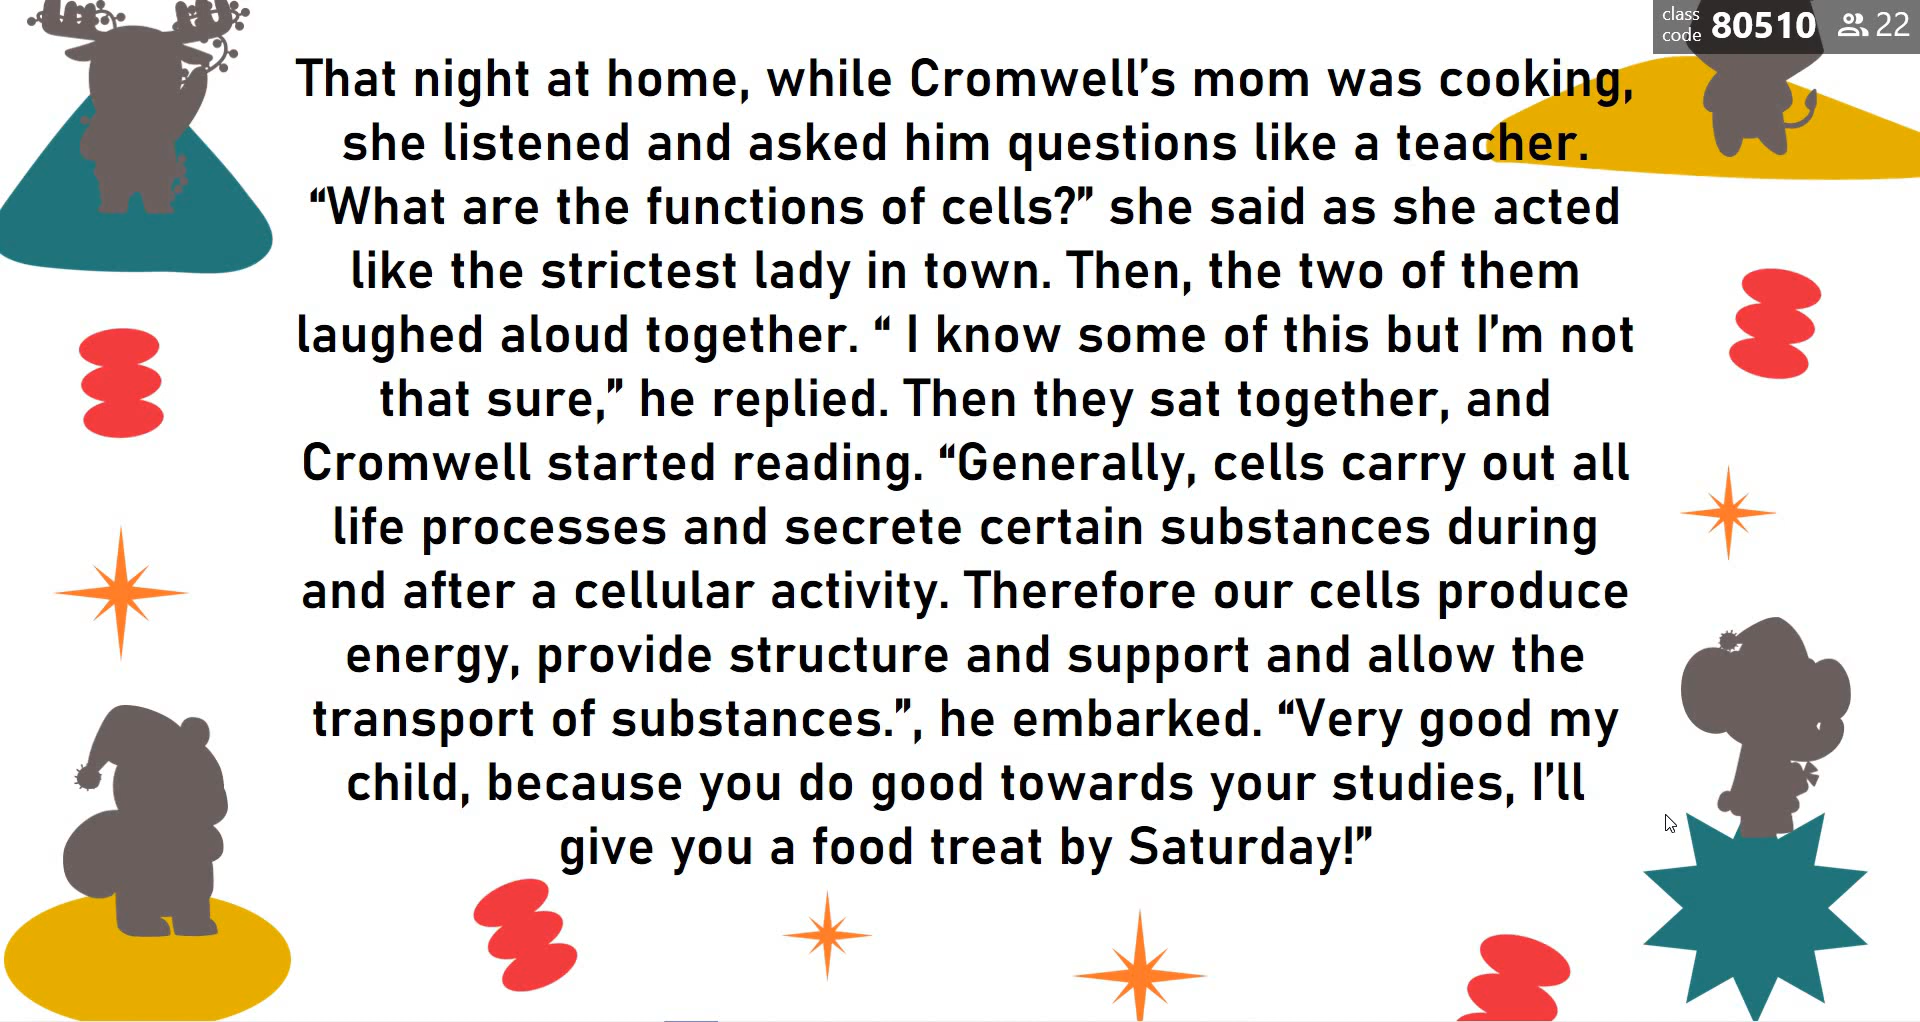 class
code 80510 22
That night at home, while Cromwell’s mom was cooking,
she listened and asked him questions like a teacher.
“What are the functions of cells?” she said as she acted
like the strictest lady in town. Then, the two of them
laughed aloud together. “ I know some of this but I’m not
that sure,” he replied. Then they sat together, and
Cromwell started reading. “Generally, cells carry out all
life processes and secrete certain substances during
and after a cellular activity. Therefore our cells produce
energy, provide structure and support and allow the
transport of substances.”, he embarked. “Very good my
child, because you do good towards your studies, I’ll
give you a food treat by Saturday!”